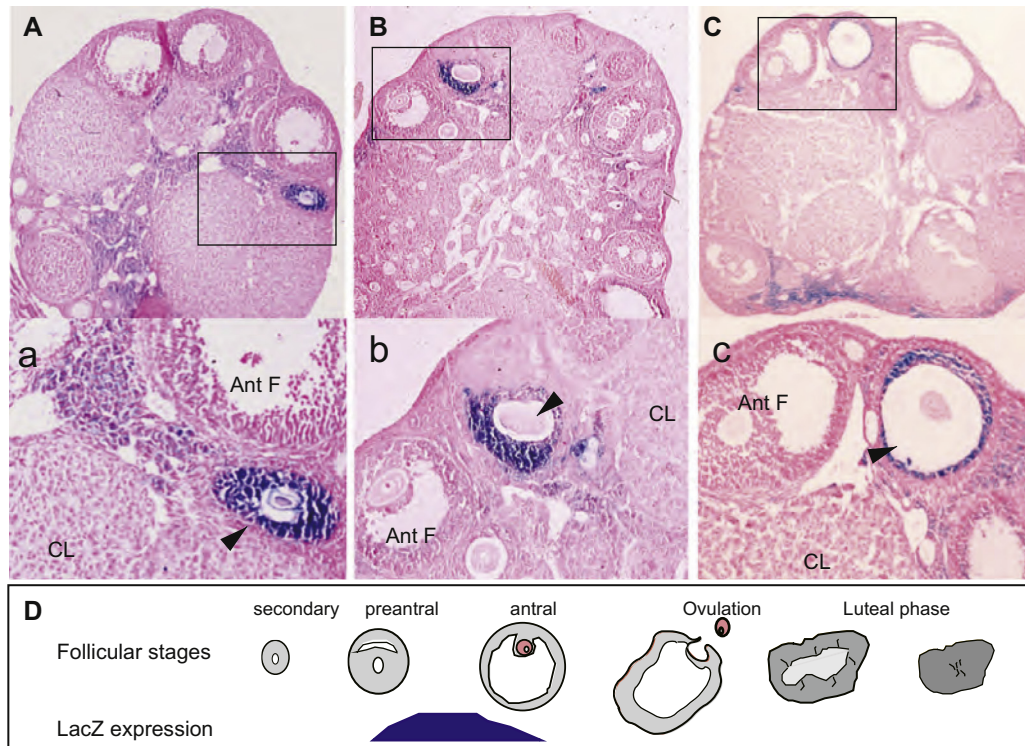 A
B
C
a
Ant F
CL
b
CL
Ant F
c
Ant F
CL
D
secondary preantral antral Ovulation Luteal phase
Follicular stages
LacZ expression